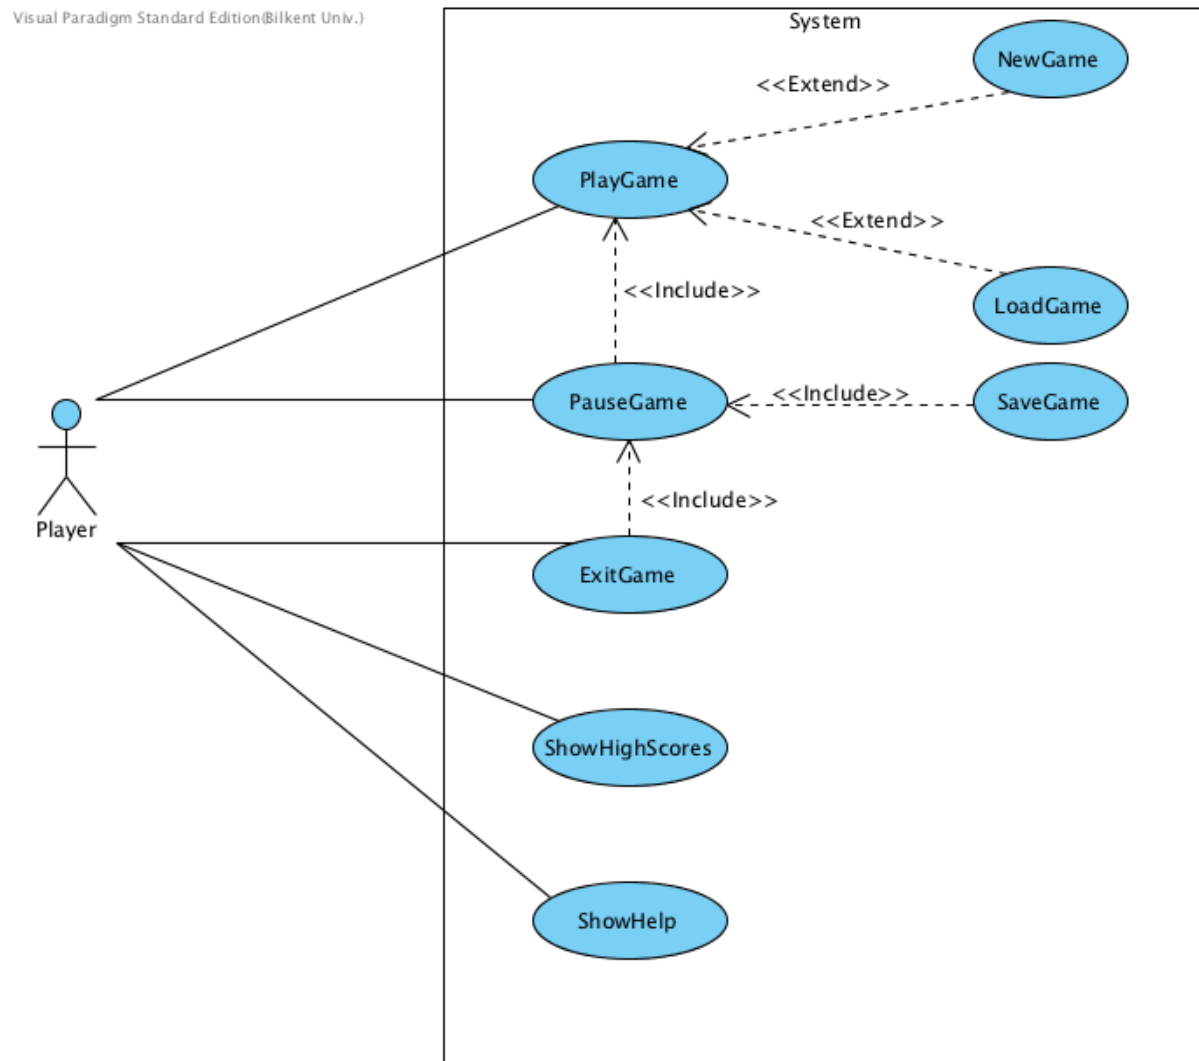 Visual Paradigm Standard Edition(Bilkent Univ.)
System
NewGame
<<Extend>>
PlayGame
<<Extend>>
<<Include>>
LoadGame
PauseGame
<<Include>>
SaveGame
<<Include>>
Player
ExitGame
ShowHighScores
ShowHelp